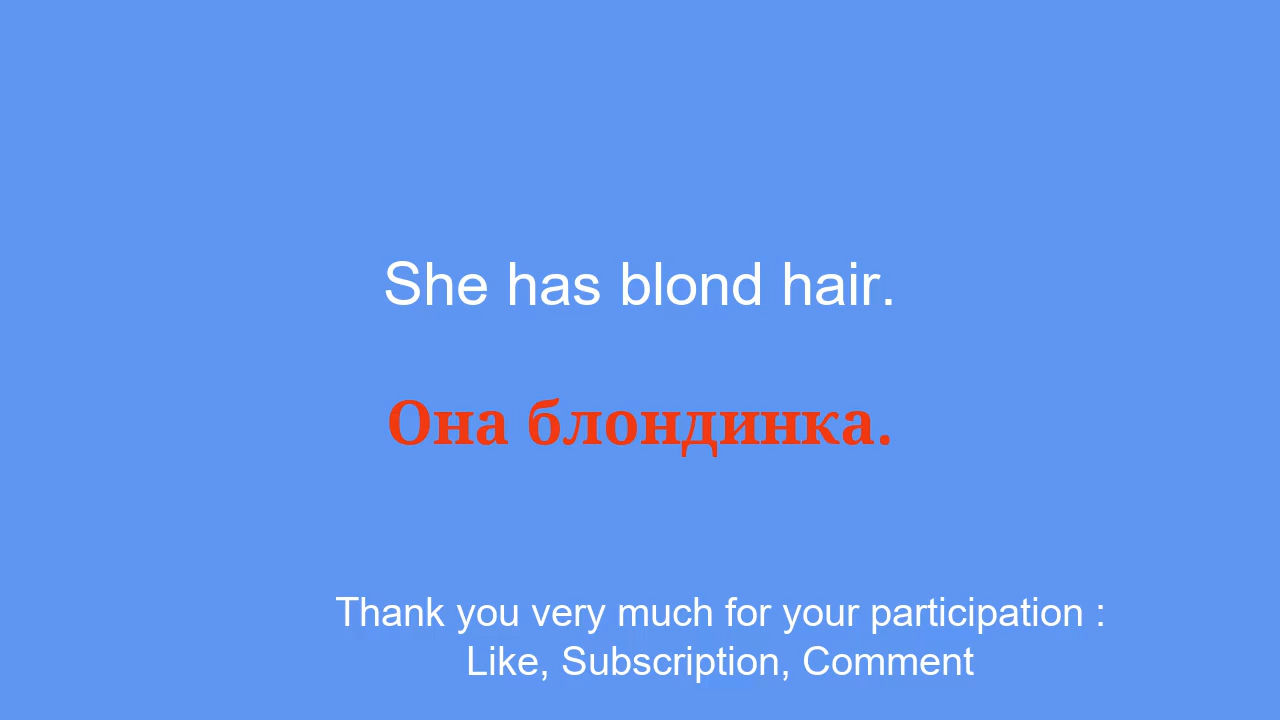 She has blond hair.
Она блондинка.
Thank you very much for your participation :
Like, Subscription, Comment